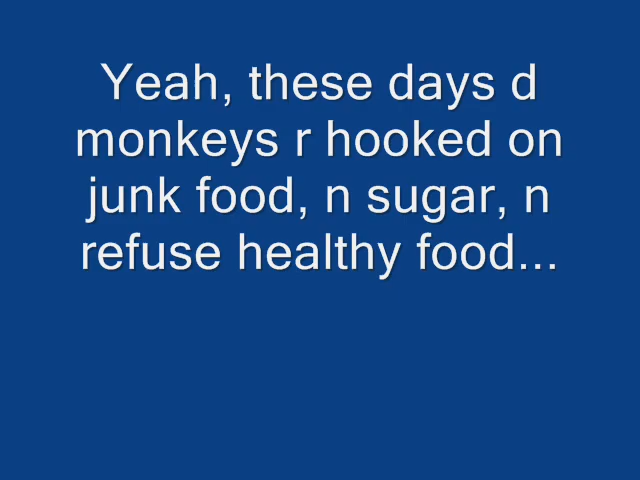 Yeah, these days d
monkeys r hooked on
junk food, n sugar, n
refuse healthy food...